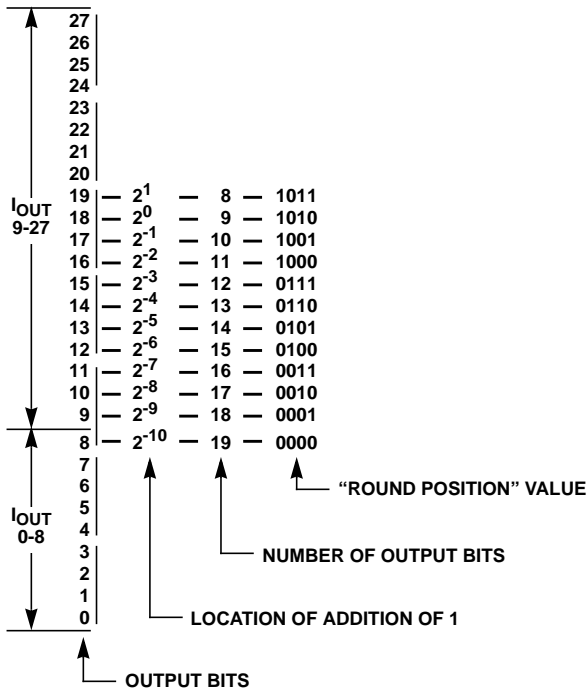 27
26
25
24
23
22
21
20
19 — 2^1 — 8 — 1011
I_OUT 9-27
18 — 2^0 — 9 — 1010
17 — 2^-1 — 10 — 1001
16 — 2^-2 — 11 — 1000
15 — 2^-3 — 12 — 0111
14 — 2^-4 — 13 — 0110
13 — 2^-5 — 14 — 0101
12 — 2^-6 — 15 — 0100
11 — 2^-7 — 16 — 0011
10 — 2^-8 — 17 — 0010
9 — 2^-9 — 18 — 0001
8 — 2^-10 — 19 — 0000
7
6
"ROUND POSITION" VALUE
5
I_OUT 0-8
4
3
NUMBER OF OUTPUT BITS
2
1
0
LOCATION OF ADDITION OF 1
OUTPUT BITS